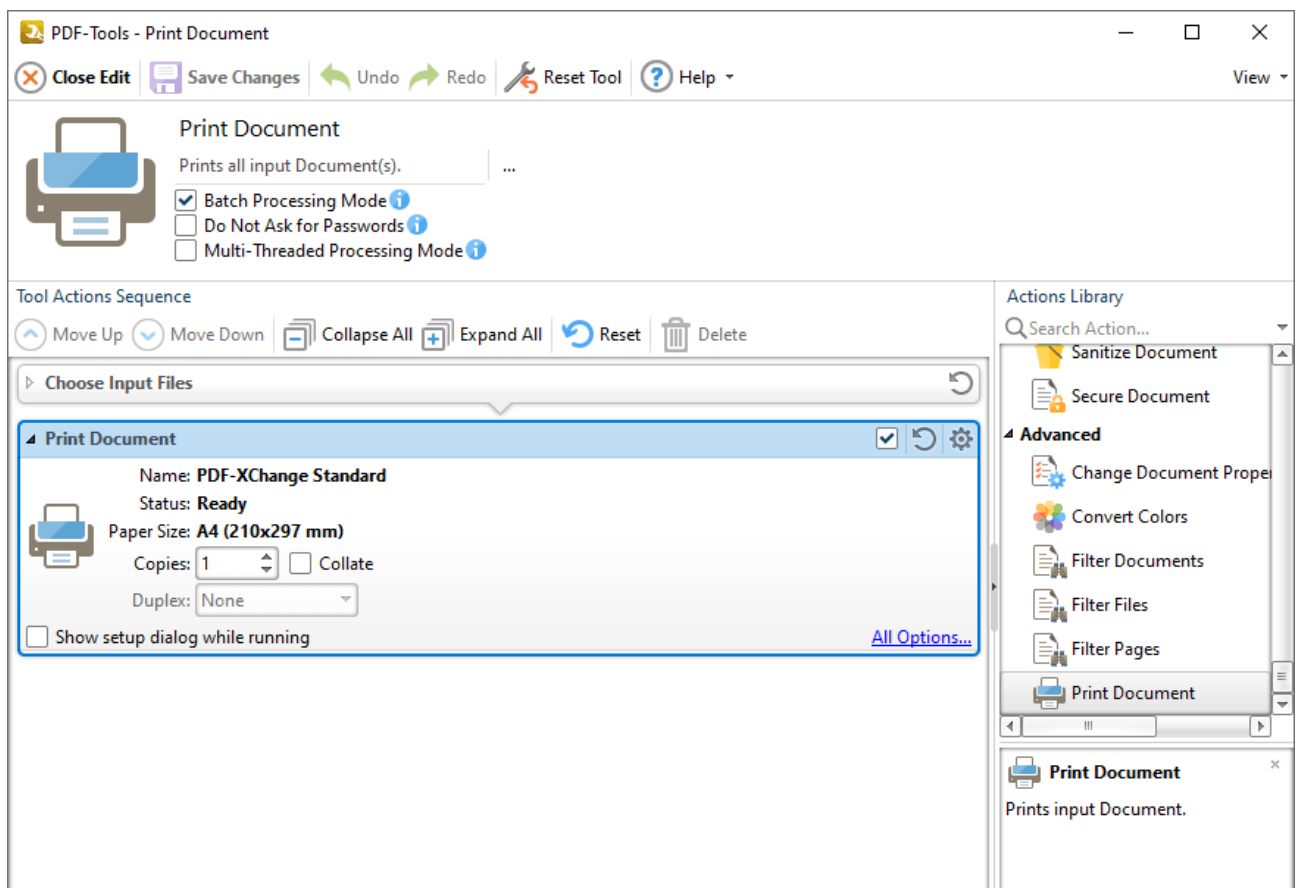 PDF-Tools - Print Document
Close Edit Save Changes Undo Redo Reset Tool Help View
Print Document
Prints all input Document(s). ...
Batch Processing Mode
Do Not Ask for Passwords
Multi-Threaded Processing Mode
Tool Actions Sequence
Move Up Move Down Collapse All Expand All Reset Delete
Choose Input Files
Print Document
Name: PDF-XChange Standard
Status: Ready
Paper Size: A4 (210x297 mm)
Copies: 1 Collate
Duplex: None
Show setup dialog while running All Options...
Actions Library
Search Action...
Sanitize Document
Secure Document
Advanced
Change Document Proper
Convert Colors
Filter Documents
Filter Files
Filter Pages
Print Document
Print Document
Prints input Document.